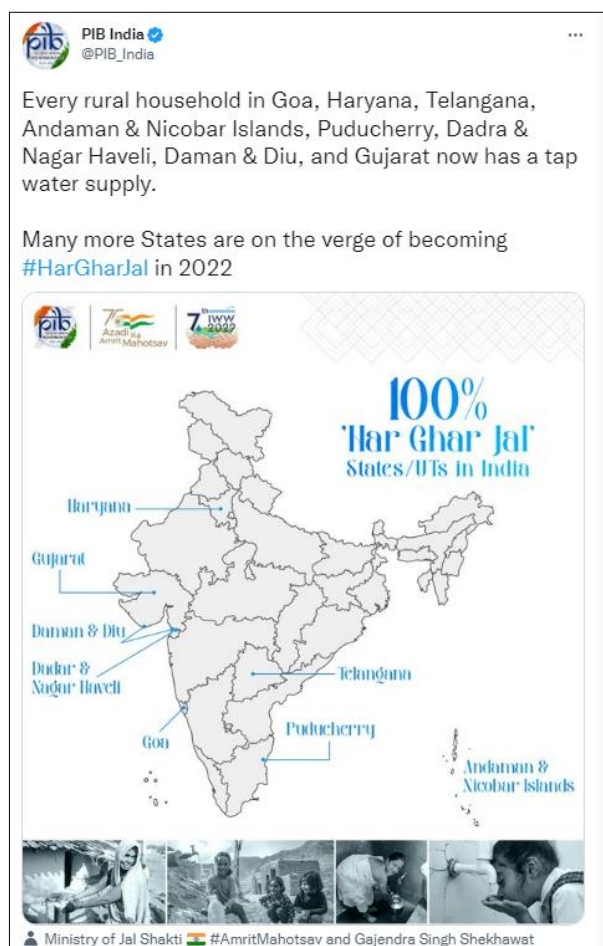 PIB India
@PIB_India
Every rural household in Goa, Haryana, Telangana,
Andaman & Nicobar Islands, Puducherry, Dadra &
Nagar Haveli, Daman & Diu, and Gujarat now has a tap
water supply.
Many more States are on the verge of becoming
#HarGharJal in 2022
pib
Azadi Ka
Amrit Mahotsav
7th IWW
2022
100%
'Har Ghar Jal'
States/UTs in India
Haryana
Gujarat
Daman & Diu
Dadar &
Nagar Haveli
Telangana
Goa
Puducherry
Andaman &
Nicobar Islands
Ministry of Jal Shakti 🇮🇳 #AmritMahotsav and Gajendra Singh Shekhawat